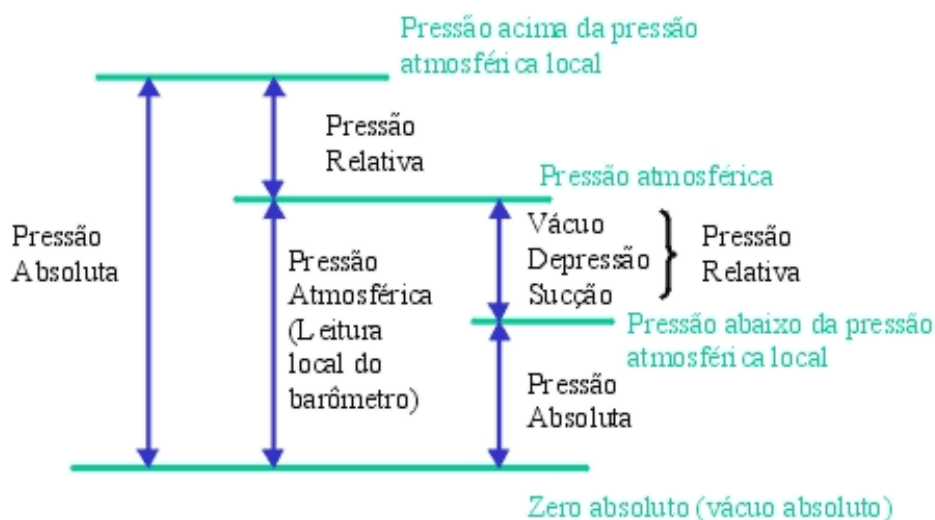 Pressão acima da pressão
atmosférica local
Pressão
Relativa
Pressão atmosférica
Pressão
Absoluta
Pressão
Atmosférica
(Leitura
local do
barômetro)
Vácuo
Depressão
Sucção
Pressão
Relativa
Pressão abaixo da pressão
atmosférica local
Pressão
Absoluta
Zero absoluto (vácuo absoluto)